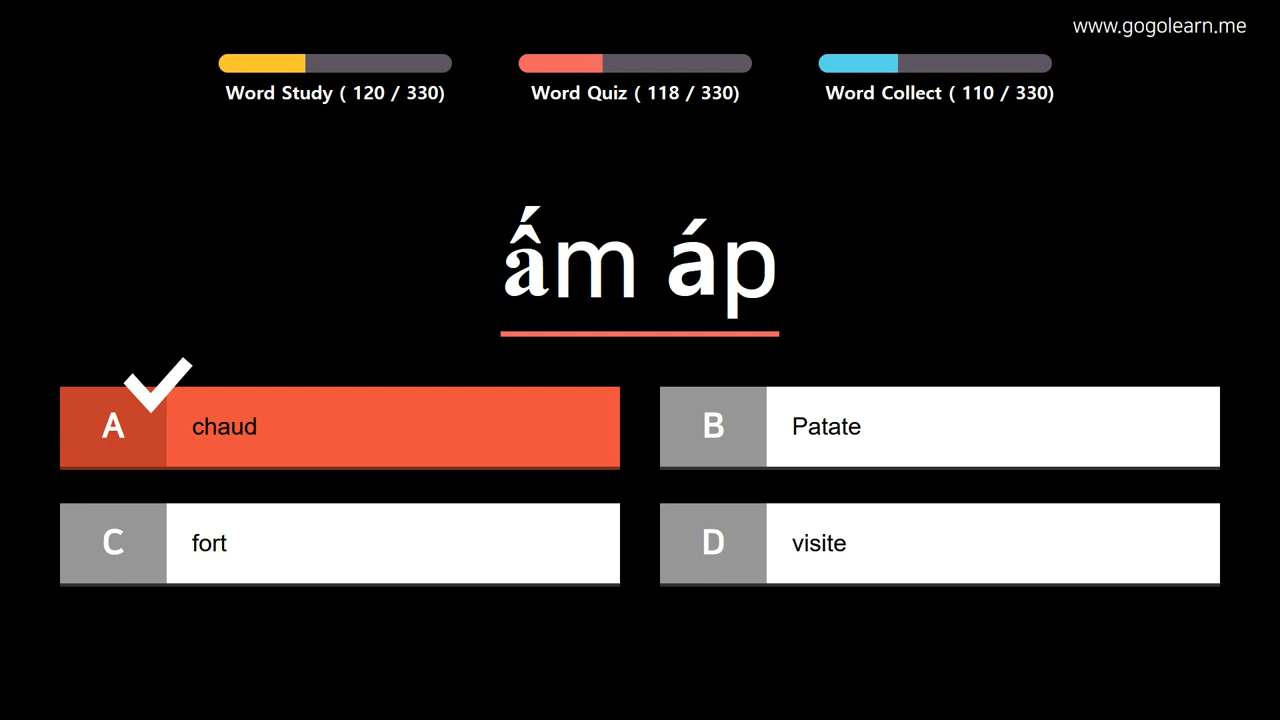 www.gogolearn.me
Word Study ( 120 / 330)
Word Quiz ( 118 / 330)
Word Collect ( 110 / 330)
ấm áp
A chaud
B Patate
C fort
D visite